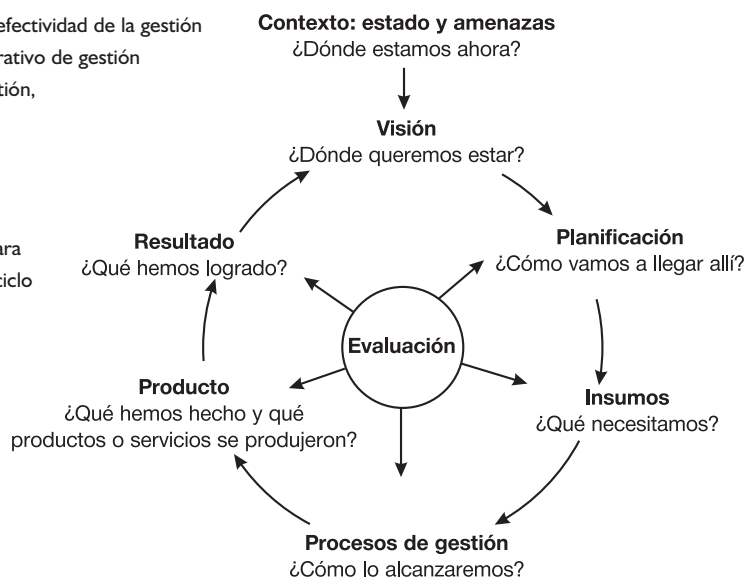 efectividad de la gestión
rativo de gestión
tión,
ara
ciclo
Contexto: estado y amenazas
¿Dónde estamos ahora?
Visión
¿Dónde queremos estar?
Planificación
¿Cómo vamos a llegar allí?
Insumos
¿Qué necesitamos?
Procesos de gestión
¿Cómo lo alcanzaremos?
Producto
¿Qué hemos hecho y qué
productos o servicios se produjeron?
Resultado
¿Qué hemos logrado?
Evaluación